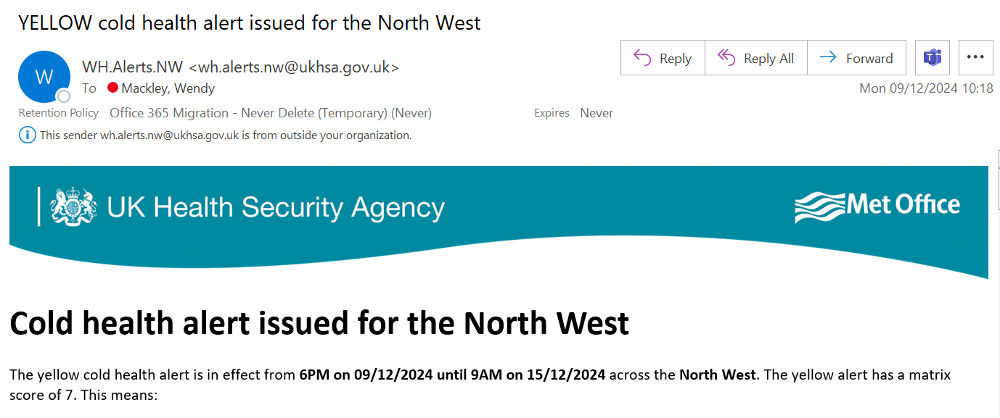 YELLOW cold health alert issued for the North West
W
WH.Alerts.NW <wh.alerts.nw@ukhsa.gov.uk>
To Mackley, Wendy
Reply
Reply All
Forward
Mon 09/12/2024 10:18
Retention Policy Office 365 Migration - Never Delete (Temporary) (Never)
Expires Never
This sender wh.alerts.nw@ukhsa.gov.uk is from outside your organization.
UK Health Security Agency
Met Office
Cold health alert issued for the North West
The yellow cold health alert is in effect from 6PM on 09/12/2024 until 9AM on 15/12/2024 across the North West. The yellow alert has a matrix
score of 7. This means: